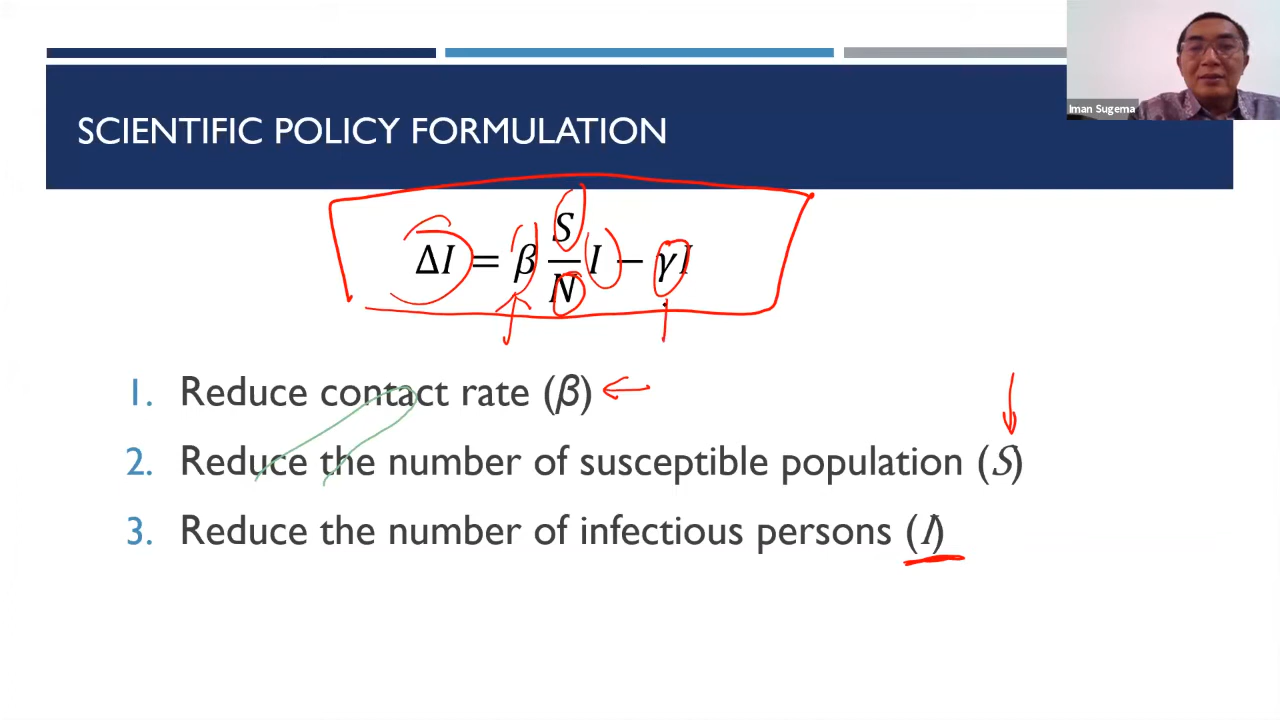 Iman Sugema
SCIENTIFIC POLICY FORMULATION
ΔI = β S/N I − γI
1. Reduce contact rate (β)
2. Reduce the number of susceptible population (S)
3. Reduce the number of infectious persons (I)